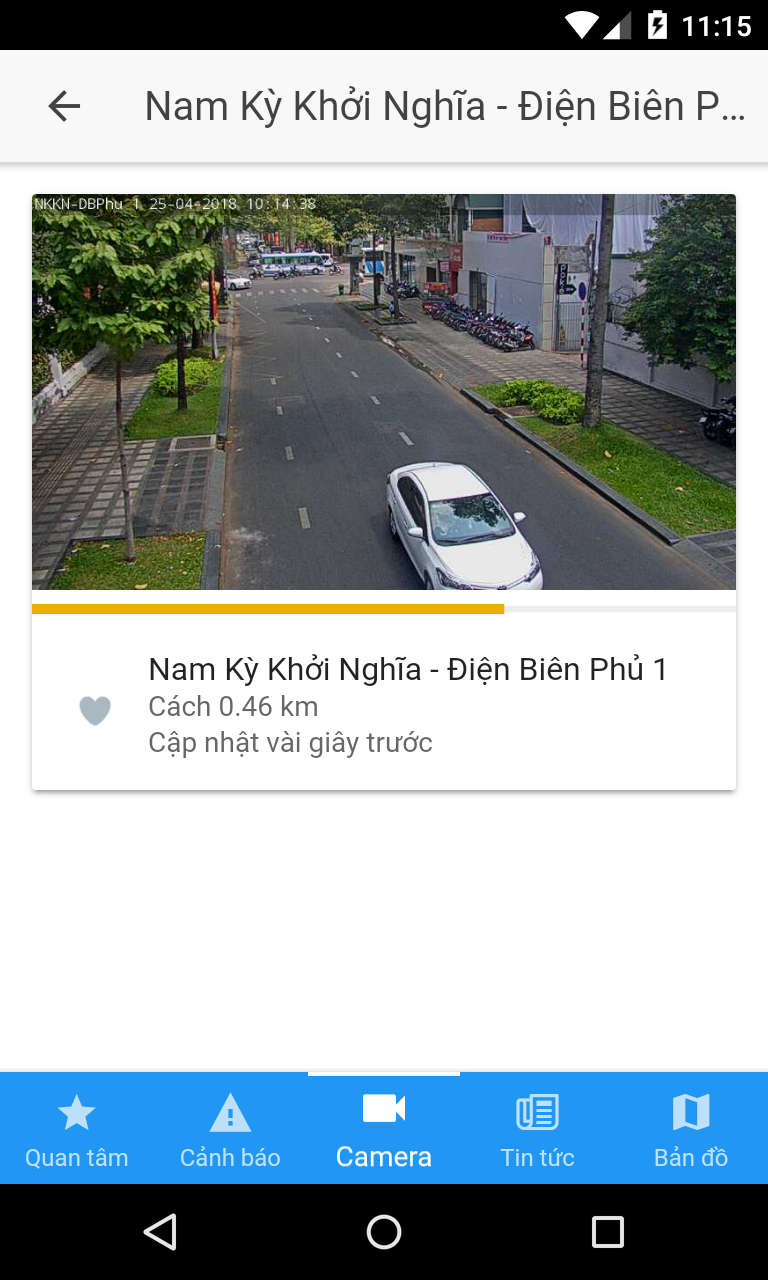 11:15
Nam Kỳ Khởi Nghĩa - Điện Biên P...
NKKN-DBPhu 1 25-04-2018 10:14:38
Nam Kỳ Khởi Nghĩa - Điện Biên Phủ 1
Cách 0.46 km
Cập nhật vài giây trước
Quan tâm
Cảnh báo
Camera
Tin tức
Bản đồ